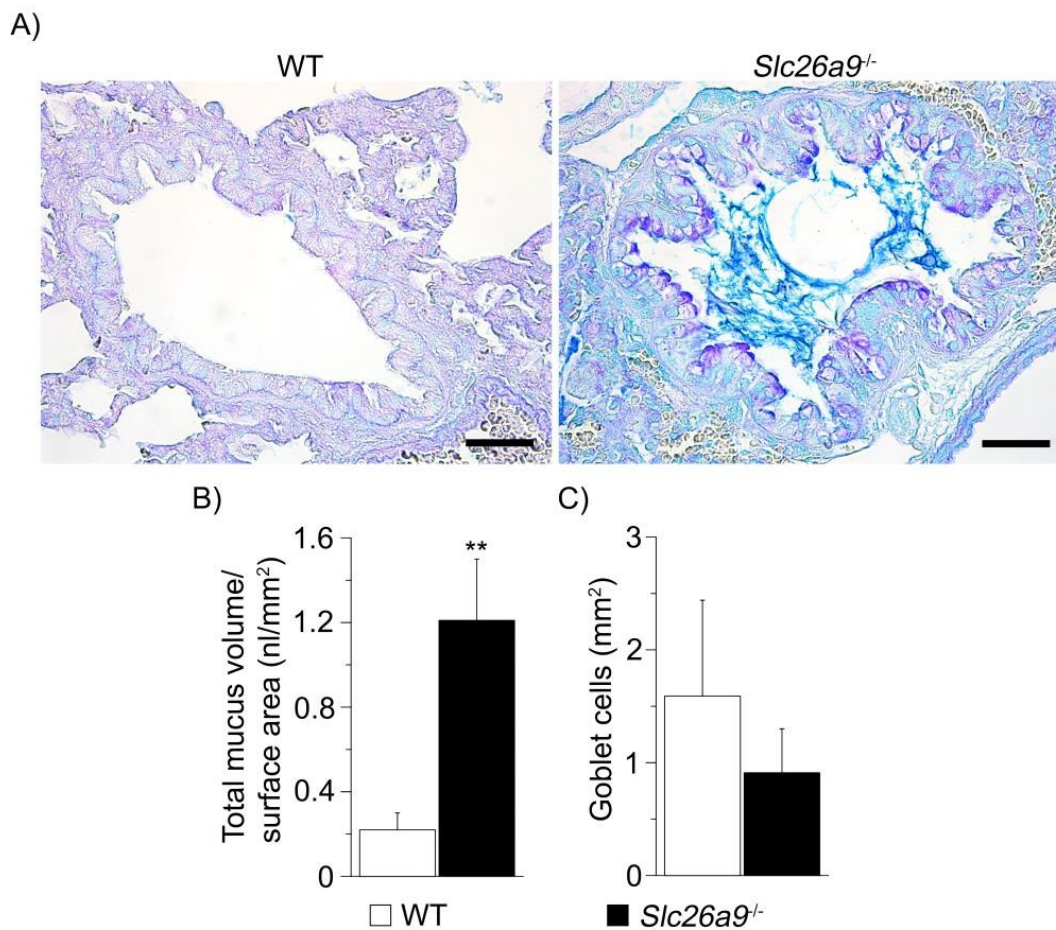 A)
WT
Slc26a9-/-
B)
C)
Total mucus volume/
surface area (nl/mm²)
1.6
1.2
0.8
0.4
0
**
Goblet cells (mm²)
3
2
1
0
WT
Slc26a9-/-